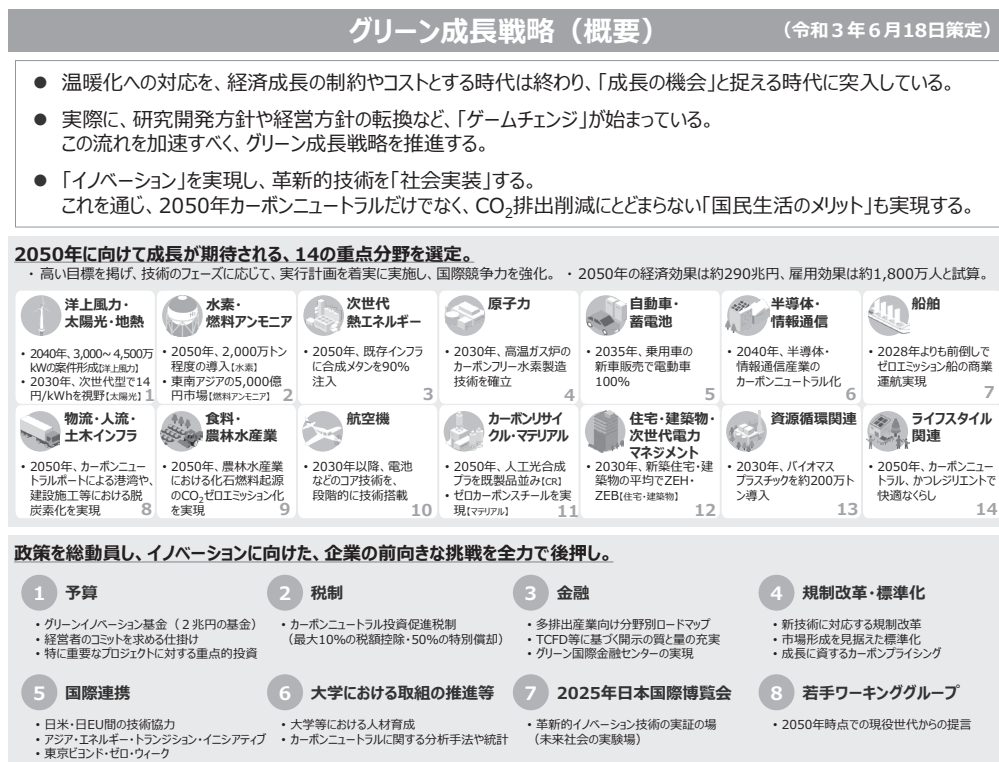 グリーン成長戦略（概要）
（令和３年６月18日策定）
● 温暖化への対応を、経済成長の制約やコストとする時代は終わり、「成長の機会」と捉える時代に突入している。
● 実際に、研究開発方針や経営方針の転換など、「ゲームチェンジ」が始まっている。
この流れを加速すべく、グリーン成長戦略を推進する。
● 「イノベーション」を実現し、革新的技術を「社会実装」する。
これを通じ、2050年カーボンニュートラルだけでなく、CO₂排出削減にとどまらない「国民生活のメリット」も実現する。
2050年に向けて成長が期待される、14の重点分野を選定。
・高い目標を掲げ、技術のフェーズに応じて、実行計画を着実に実施し、国際競争力を強化。 ・2050年の経済効果は約290兆円、雇用効果は約1,800万人と試算。
洋上風力・
太陽光・地熱
・2040年、3,000～4,500万
kWの案件形成【洋上風力】
・2030年、次世代型で14
円/kWhを視野【太陽光】
1
水素・
燃料アンモニア
・2050年、2,000万トン
程度の導入【水素】
・東南アジアの5,000億
円市場【燃料アンモニア】
2
次世代
熱エネルギー
・2050年、既存インフラ
に合成メタンを90%
注入
3
原子力
・2030年、高温ガス炉の
カーボンフリー水素製造
技術を確立
4
自動車・
蓄電池
・2035年、乗用車の
新車販売で電動車
100%
5
半導体・
情報通信
・2040年、半導体・
情報通信産業の
カーボンニュートラル化
6
船舶
・2028年よりも前倒しで
ゼロエミッション船の商業
運航実現
7
物流・人流・
土木インフラ
・2050年、カーボンニュー
トラルポートによる港湾や、
建設施工等における脱
炭素化を実現
8
食料・
農林水産業
・2050年、農林水産業
における化石燃料起源
のCO₂ゼロエミッション化
を実現
9
航空機
・2030年以降、電池
などのコア技術を、
段階的に技術搭載
10
カーボンリサイ
クル・マテリアル
・2050年、人工光合成
プラを既製品並み【CR】
・ゼロカーボンスチールを実
現【マテリアル】
11
住宅・建築物・
次世代電力
マネジメント
・2030年、新築住宅・建
築物の平均でZEH・
ZEB【住宅・建築物】
12
資源循環関連
・2030年、バイオマス
プラスチックを約200万ト
ン導入
13
ライフスタイル
関連
・2050年、カーボンニュー
トラル、かつレジリエントで
快適なくらし
14
政策を総動員し、イノベーションに向けた、企業の前向きな挑戦を全力で後押し。
1 予算
・グリーンイノベーション基金（２兆円の基金）
・経営者のコミットを求める仕掛け
・特に重要なプロジェクトに対する重点的投資
2 税制
・カーボンニュートラル投資促進税制
（最大10%の税額控除・50%の特別償却）
3 金融
・多排出産業向け分野別ロードマップ
・TCFD等に基づく開示の質と量の充実
・グリーン国際金融センターの実現
4 規制改革・標準化
・新技術に対応する規制改革
・市場形成を見据えた標準化
・成長に資するカーボンプライシング
5 国際連携
・日米・日EU間の技術協力
・アジア・エネルギー・トランジション・イニシアティブ
・東京ビヨンド・ゼロ・ウィーク
6 大学における取組の推進等
・大学等における人材育成
・カーボンニュートラルに関する分析手法や統計
7 2025年日本国際博覧会
・革新的イノベーション技術の実証の場
（未来社会の実験場）
8 若手ワーキンググループ
・2050年時点での現役世代からの提言